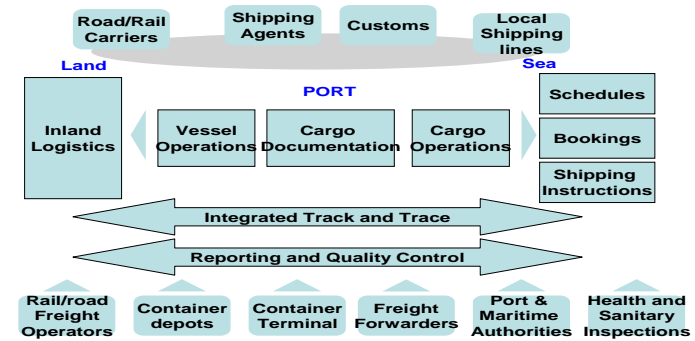 Road/Rail
Carriers
Shipping
Agents
Customs
Local
Shipping
lines
Land
Sea
PORT
Inland
Logistics
Vessel
Operations
Cargo
Documentation
Cargo
Operations
Schedules
Bookings
Shipping
Instructions
Integrated Track and Trace
Reporting and Quality Control
Rail/road
Freight
Operators
Container
depots
Container
Terminal
Freight
Forwarders
Port &
Maritime
Authorities
Health and
Sanitary
Inspections